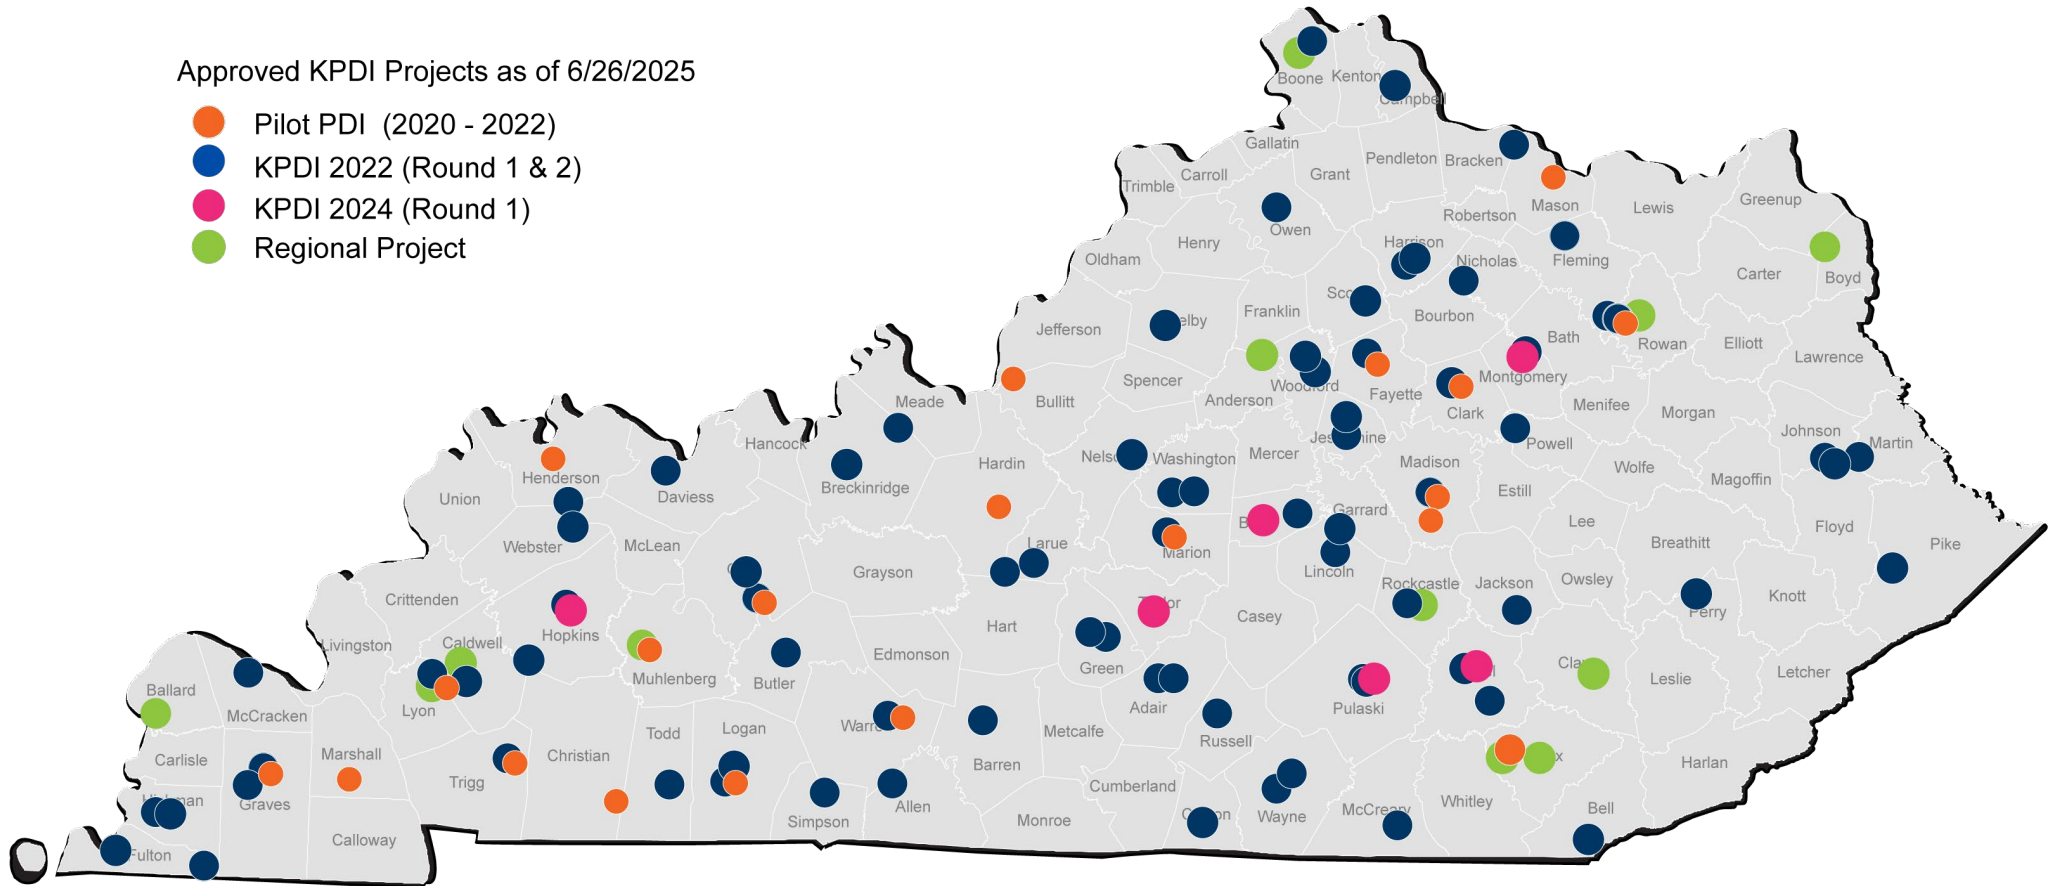 Approved KPDI Projects as of 6/26/2025
Pilot PDI (2020 - 2022)
KPDI 2022 (Round 1 & 2)
KPDI 2024 (Round 1)
Regional Project
Boone
Kenton
Campbell
Gallatin
Carroll
Trimble
Grant
Pendleton
Bracken
Owen
Mason
Robertson
Lewis
Greenup
Henry
Oldham
Harrison
Nicholas
Fleming
Carter
Boyd
Jefferson
Franklin
Bourbon
Bath
Rowan
Elliott
Lawrence
Spencer
Bullitt
Anderson
Woodford
Fayette
Montgomery
Clark
Menifee
Morgan
Meade
Hancock
Henderson
Union
Daviess
Breckinridge
Hardin
Washington
Mercer
Madison
Powell
Estill
Wolfe
Magoffin
Johnson
Martin
Webster
McLean
Larue
Marion
Garrard
Lincoln
Lee
Breathitt
Floyd
Pike
Crittenden
Livingston
Caldwell
Hopkins
Grayson
Hart
Casey
Rockcastle
Jackson
Owsley
Perry
Knott
Ballard
McCracken
Lyon
Muhlenberg
Butler
Edmonson
Green
Adair
Pulaski
Leslie
Letcher
Carlisle
Marshall
Trigg
Christian
Todd
Logan
Barren
Metcalfe
Russell
Harlan
Graves
Calloway
Fulton
Simpson
Allen
Monroe
Cumberland
Wayne
McCreary
Whitley
Bell